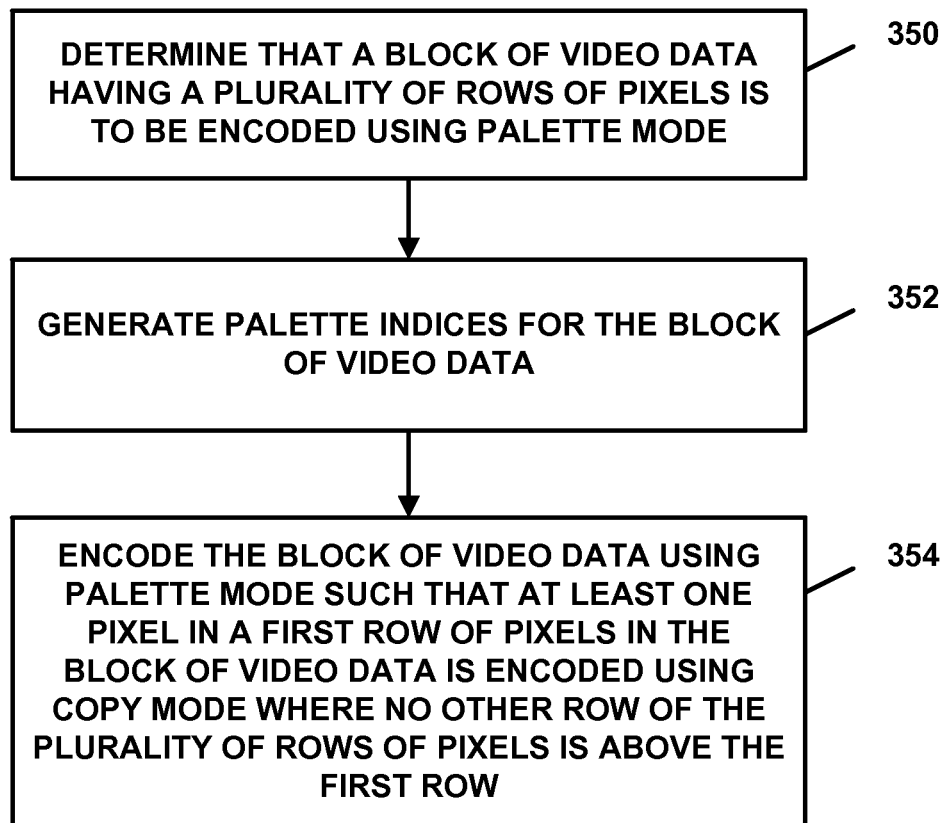 DETERMINE THAT A BLOCK OF VIDEO DATA
HAVING A PLURALITY OF ROWS OF PIXELS IS
TO BE ENCODED USING PALETTE MODE
350
GENERATE PALETTE INDICES FOR THE BLOCK
OF VIDEO DATA
352
ENCODE THE BLOCK OF VIDEO DATA USING
PALETTE MODE SUCH THAT AT LEAST ONE
PIXEL IN A FIRST ROW OF PIXELS IN THE
BLOCK OF VIDEO DATA IS ENCODED USING
COPY MODE WHERE NO OTHER ROW OF THE
PLURALITY OF ROWS OF PIXELS IS ABOVE THE
FIRST ROW
354